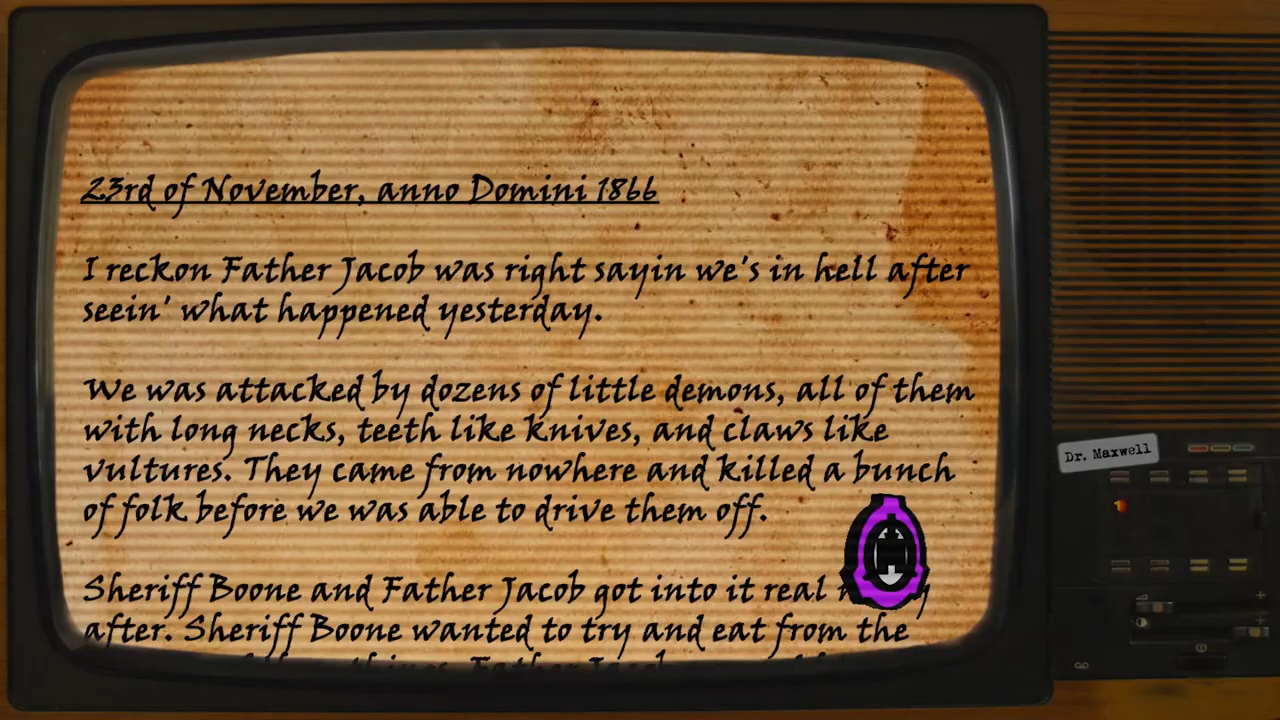 23rd of November, anno Domini 1866
I reckon Father Jacob was right sayin we's in hell after
seein' what happened yesterday.
We was attacked by dozens of little demons, all of them
with long necks, teeth like knives, and claws like
vultures. They came from nowhere and killed a bunch
of folk before we was able to drive them off.
Sheriff Boone and Father Jacob got into it real
after. Sheriff Boone wanted to try and eat from the
things. Father Jacob
Dr. Maxwell